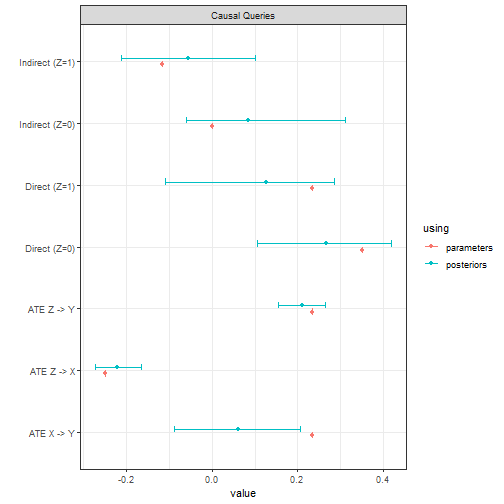 Causal Queries
Indirect (Z=1)
Indirect (Z=0)
Direct (Z=1)
Direct (Z=0)
ATE Z -> Y
ATE Z -> X
ATE X -> Y
-0.2 0.0 0.2 0.4
value
using
parameters
posteriors